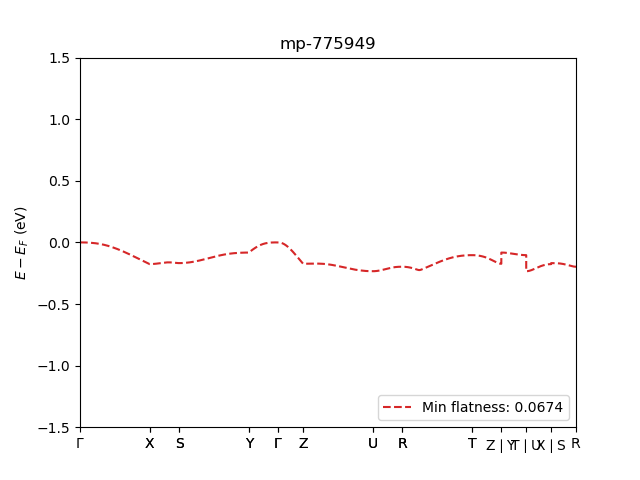 mp-775949
1.5
1.0
0.5
0.0
−0.5
−1.0
−1.5
E − E_F (eV)
Min flatness: 0.0674
Γ X S Y Γ Z U R T Z | Y T | U X | S R